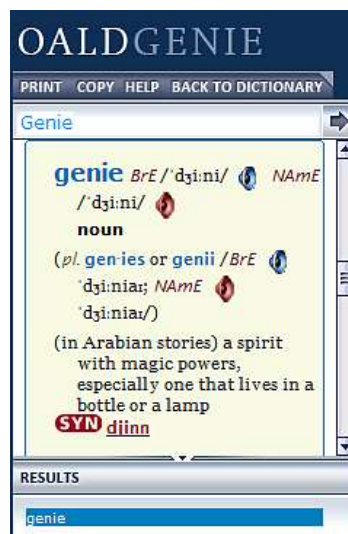 OALDGENIE
PRINT COPY HELP BACK TO DICTIONARY
Genie
genie BrE /ˈdʒiːni/ NAmE
/ˈdʒiːni/
noun
(pl. gen·ies or genii /BrE
ˈdʒiːniaɪ; NAmE
ˈdʒiːniaɪ/)
(in Arabian stories) a spirit
with magic powers,
especially one that lives in a
bottle or a lamp
SYN djinn
RESULTS
genie